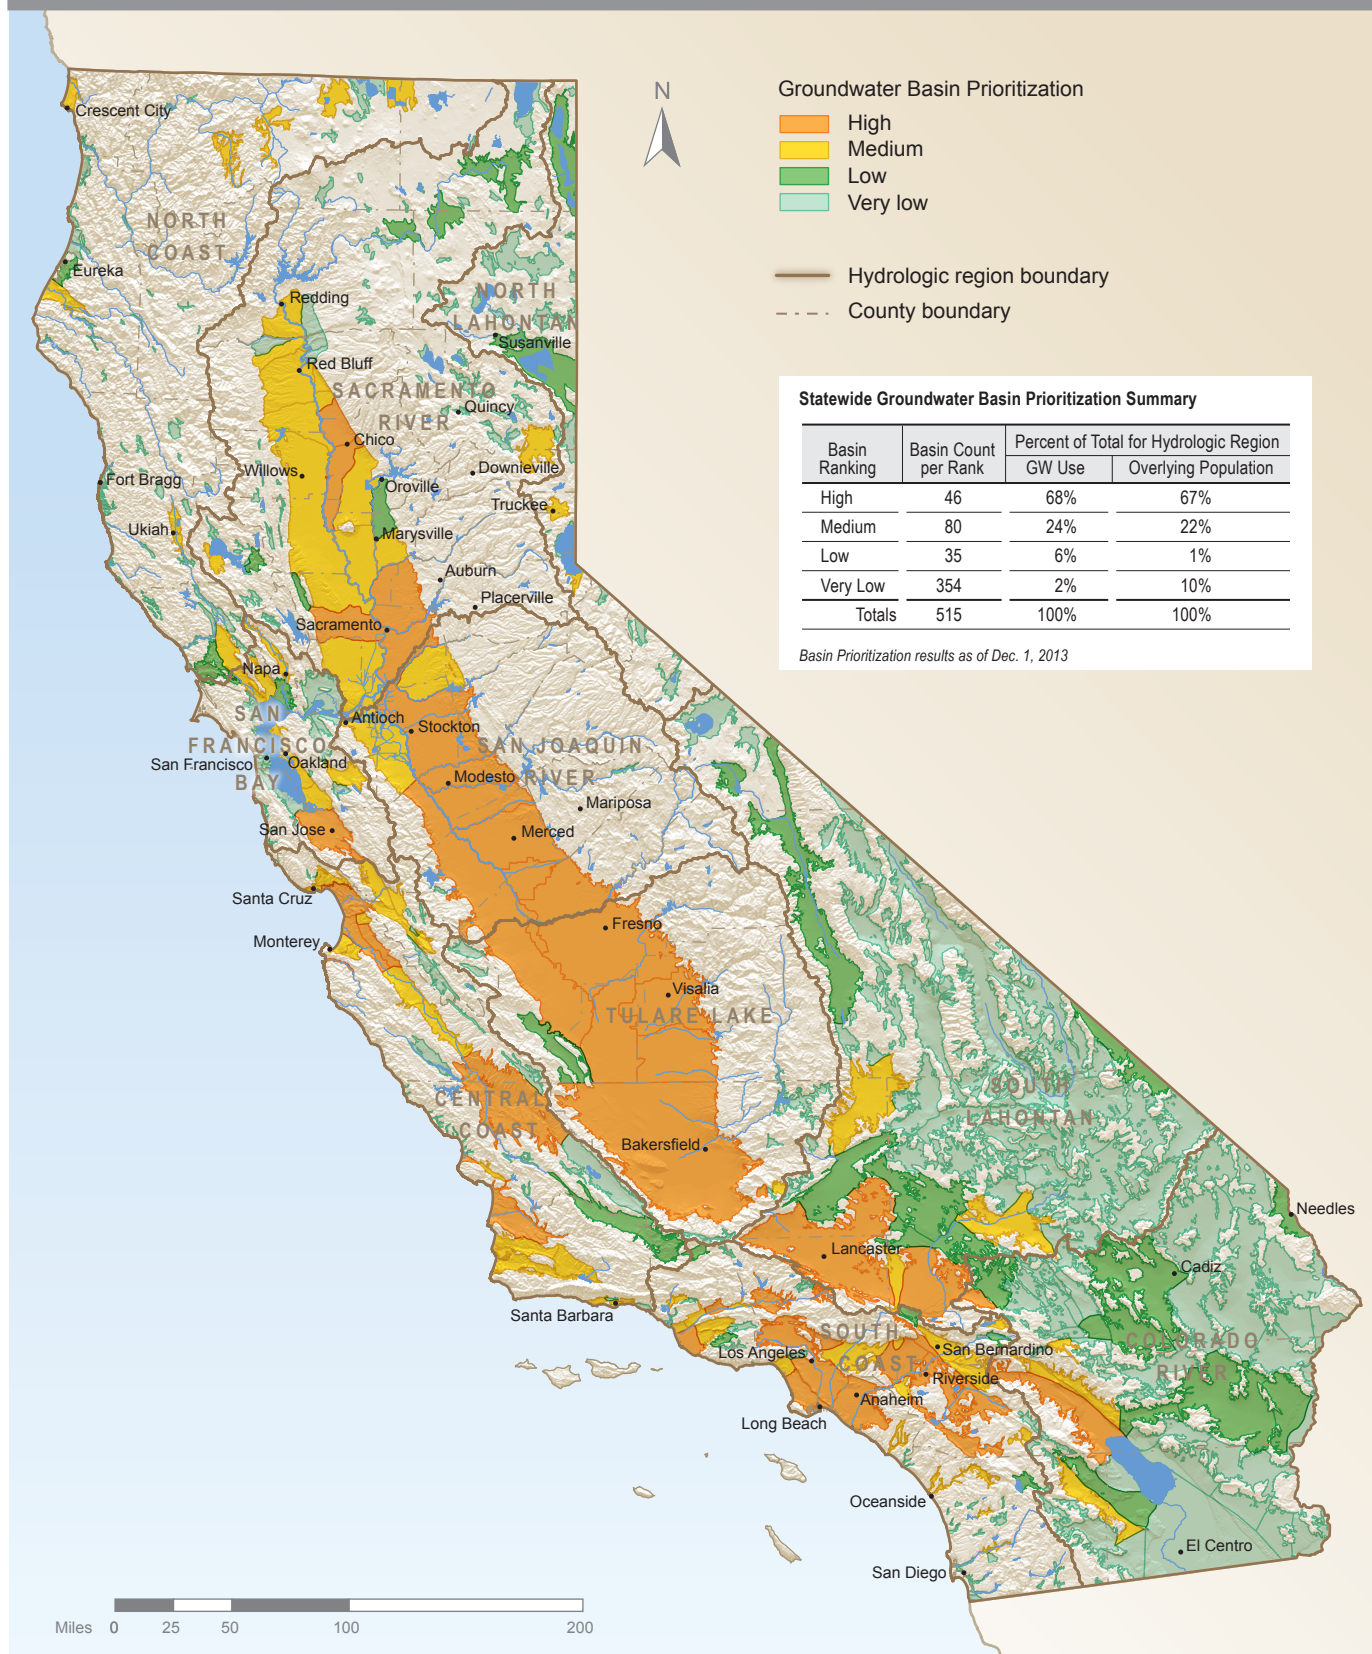 N
Groundwater Basin Prioritization
High
Medium
Low
Very low
Hydrologic region boundary
County boundary
Statewide Groundwater Basin Prioritization Summary
Basin Ranking
Basin Count per Rank
Percent of Total for Hydrologic Region
GW Use
Overlying Population
High 46 68% 67%
Medium 80 24% 22%
Low 35 6% 1%
Very Low 354 2% 10%
Totals 515 100% 100%
Basin Prioritization results as of Dec. 1, 2013
Crescent City
NORTH
COAST
Eureka
Redding
NORTH
LAHONTAN
Susanville
Red Bluff
SACRAMENTO
RIVER
Quincy
Chico
Willows
Downieville
Fort Bragg
Oroville
Truckee
Ukiah
Marysville
Auburn
Placerville
Sacramento
Napa
SAN
FRANCISCO
BAY
Antioch
Stockton
SAN JOAQUIN
RIVER
San Francisco
Oakland
Modesto
Mariposa
San Jose
Merced
Santa Cruz
Fresno
Monterey
Visalia
TULARE LAKE
CENTRAL
COAST
SOUTH
LAHONTAN
Bakersfield
Needles
Lancaster
Cadiz
Santa Barbara
SOUTH
COAST
COLORADO
RIVER
Los Angeles
San Bernardino
Riverside
Anaheim
Long Beach
Oceanside
El Centro
San Diego
Miles 0 25 50 100 200